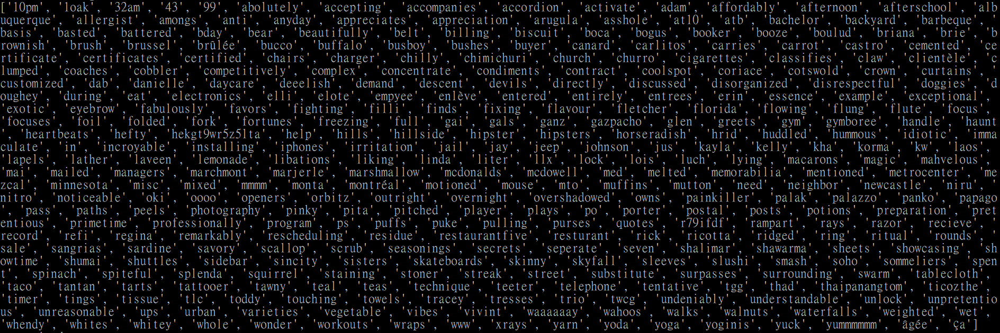 ['10pm', 'loak', '32am', '43', '99', 'abolutely', 'accepting', 'accompanies', 'accordion', 'activate', 'adam', 'affordably', 'afternoon', 'afterschool', 'alb
uquerque', 'allergist', 'amongs', 'anti', 'anyday', 'appreciates', 'appreciation', 'arugula', 'asshole', 'at10', 'atb', 'bachelor', 'backyard', 'barbeque', '
basis', 'basted', 'battered', 'bday', 'bear', 'beautifully', 'belt', 'billing', 'biscuit', 'boca', 'bogus', 'booker', 'booze', 'boulud', 'briana', 'brie', 'b
rownish', 'brush', 'brussel', 'brûlée', 'bucco', 'buffalo', 'busboy', 'bushes', 'buyer', 'canard', 'carlitos', 'carries', 'carrot', 'castro', 'cemented', 'ce
rtificate', 'certificates', 'certified', 'chairs', 'charger', 'chilly', 'chimichuri', 'church', 'churro', 'cigarettes', 'classifies', 'claw', 'clientèle', 'c
lumped', 'coaches', 'cobbler', 'competitively', 'complex', 'concentrate', 'condiments', 'contract', 'coolspot', 'coriace', 'cotswold', 'crown', 'curtains', '
customized', 'dab', 'danielle', 'daycare', 'deeelish', 'demand', 'descent', 'devils', 'directly', 'discussed', 'disorganized', 'disrespectful', 'doggies', 'd
oughey', 'during', 'eat', 'electronics', 'elli', 'elote', 'empyee', 'enlève', 'entered', 'entirely', 'entrees', 'erin', 'essence', 'example', 'exceptional',
'exotic', 'eyebrow', 'fabulously', 'favors', 'fighting', 'filli', 'finds', 'fixing', 'flavour', 'fletcher', 'florida', 'flowing', 'flung', 'flute', 'focus',
'focuses', 'foil', 'folded', 'fork', 'fortunes', 'freezing', 'full', 'gai', 'gals', 'ganz', 'gazpacho', 'glen', 'greets', 'gym', 'gymboree', 'handle', 'haunt
', 'heartbeats', 'hefty', 'hekgt9wr5z5lta', 'help', 'hills', 'hillside', 'hipster', 'hipsters', 'horseradish', 'hrid', 'huddled', 'hummous', 'idiotic', 'imma
culate', 'in', 'incroyable', 'installing', 'iphones', 'irritation', 'jail', 'jay', 'jeep', 'johnson', 'jus', 'kayla', 'kelly', 'kha', 'korma', 'kw', 'laos',
'lapels', 'lather', 'laveen', 'lemonade', 'libations', 'liking', 'linda', 'liter', 'llx', 'lock', 'lois', 'luch', 'lying', 'macarons', 'magic', 'mahvelous',
'mai', 'mailed', 'managers', 'marchmont', 'marjerle', 'marshmallow', 'mcdonalds', 'mcdowell', 'med', 'melted', 'memorabilia', 'mentioned', 'metrocenter', 'me
zcal', 'minnesota', 'misc', 'mixed', 'mmmm', 'monta', 'montréal', 'motioned', 'mouse', 'mto', 'muffins', 'mutton', 'need', 'neighbor', 'newcastle', 'niru', '
nitro', 'noticeable', 'oki', 'oooo', 'openers', 'orbitz', 'outright', 'overnight', 'overshadowed', 'owns', 'painkiller', 'palak', 'palazzo', 'panko', 'papago
', 'pass', 'paths', 'peels', 'photography', 'pinky', 'pita', 'pitched', 'player', 'plays', 'po', 'porter', 'postal', 'posts', 'potions', 'preparation', 'pret
entious', 'primetime', 'professionally', 'program', 'ps', 'puffs', 'puke', 'pulling', 'purses', 'quotes', 'r79ifdf', 'rampart', 'rays', 'razor', 'recieve', '
record', 'refi', 'regina', 'remarkably', 'rescheduling', 'residue', 'restaurantfive', 'resturant', 'rick', 'ricotta', 'ridged', 'ring', 'ritual', 'rounds', '
sale', 'sangrias', 'sardine', 'savory', 'scallop', 'scrub', 'seasonings', 'secrets', 'seperate', 'seven', 'shalimar', 'shawarma', 'sheets', 'showcasing', 'sh
owtime', 'shumai', 'shuttles', 'sidebar', 'sincity', 'sisters', 'skateboards', 'skinny', 'skyfall', 'sleeves', 'slushi', 'smash', 'soho', 'sommeliers', 'spen
t', 'spinach', 'spiteful', 'splenda', 'squirrel', 'staining', 'stoner', 'streak', 'street', 'substitute', 'surpasses', 'surrounding', 'swarm', 'tablecloth',
'taco', 'tantan', 'tarts', 'tattooer', 'tawny', 'teal', 'teas', 'technique', 'teeter', 'telephone', 'tentative', 'tgg', 'thad', 'thaipanangtom', 'ticozthe',
'timer', 'tings', 'tissue', 'tlc', 'toddy', 'touching', 'towels', 'tracey', 'tresses', 'trio', 'twcg', 'undeniably', 'understandable', 'unlock', 'unpretentio
us', 'unreasonable', 'ups', 'urban', 'varieties', 'vegetable', 'vibes', 'vivint', 'waaaaaay', 'wahoos', 'walks', 'walnuts', 'waterfalls', 'weighted', 'wet',
'whendy', 'whites', 'whitey', 'whole', 'wonder', 'workouts', 'wraps', 'www', 'xrays', 'yarn', 'yoda', 'yoga', 'yoginis', 'yuck', 'yummmmmm', 'âgée', 'ça']